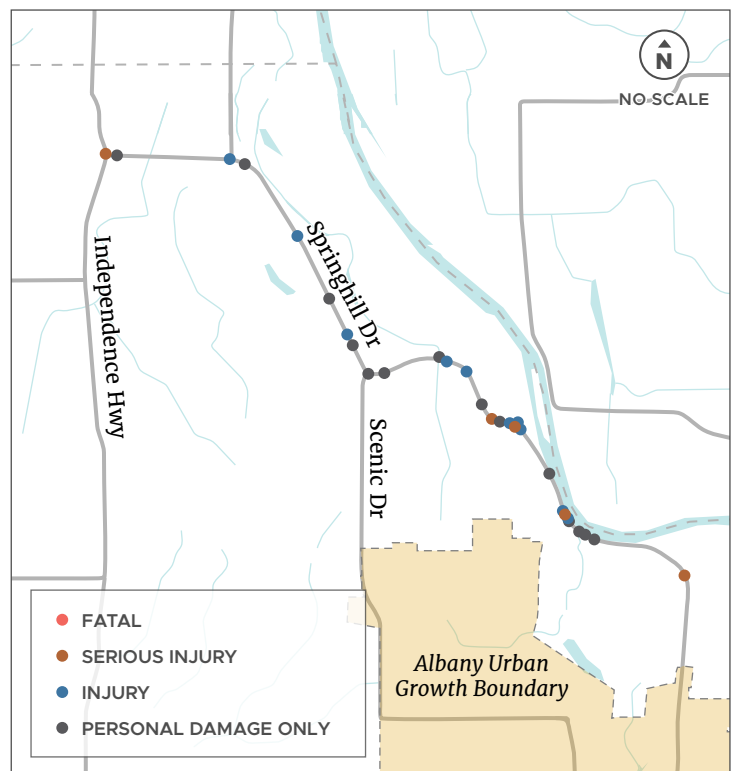 N
NO SCALE
Springhill Dr
Independence Hwy
Scenic Dr
Albany Urban
Growth Boundary
FATAL
SERIOUS INJURY
INJURY
PERSONAL DAMAGE ONLY